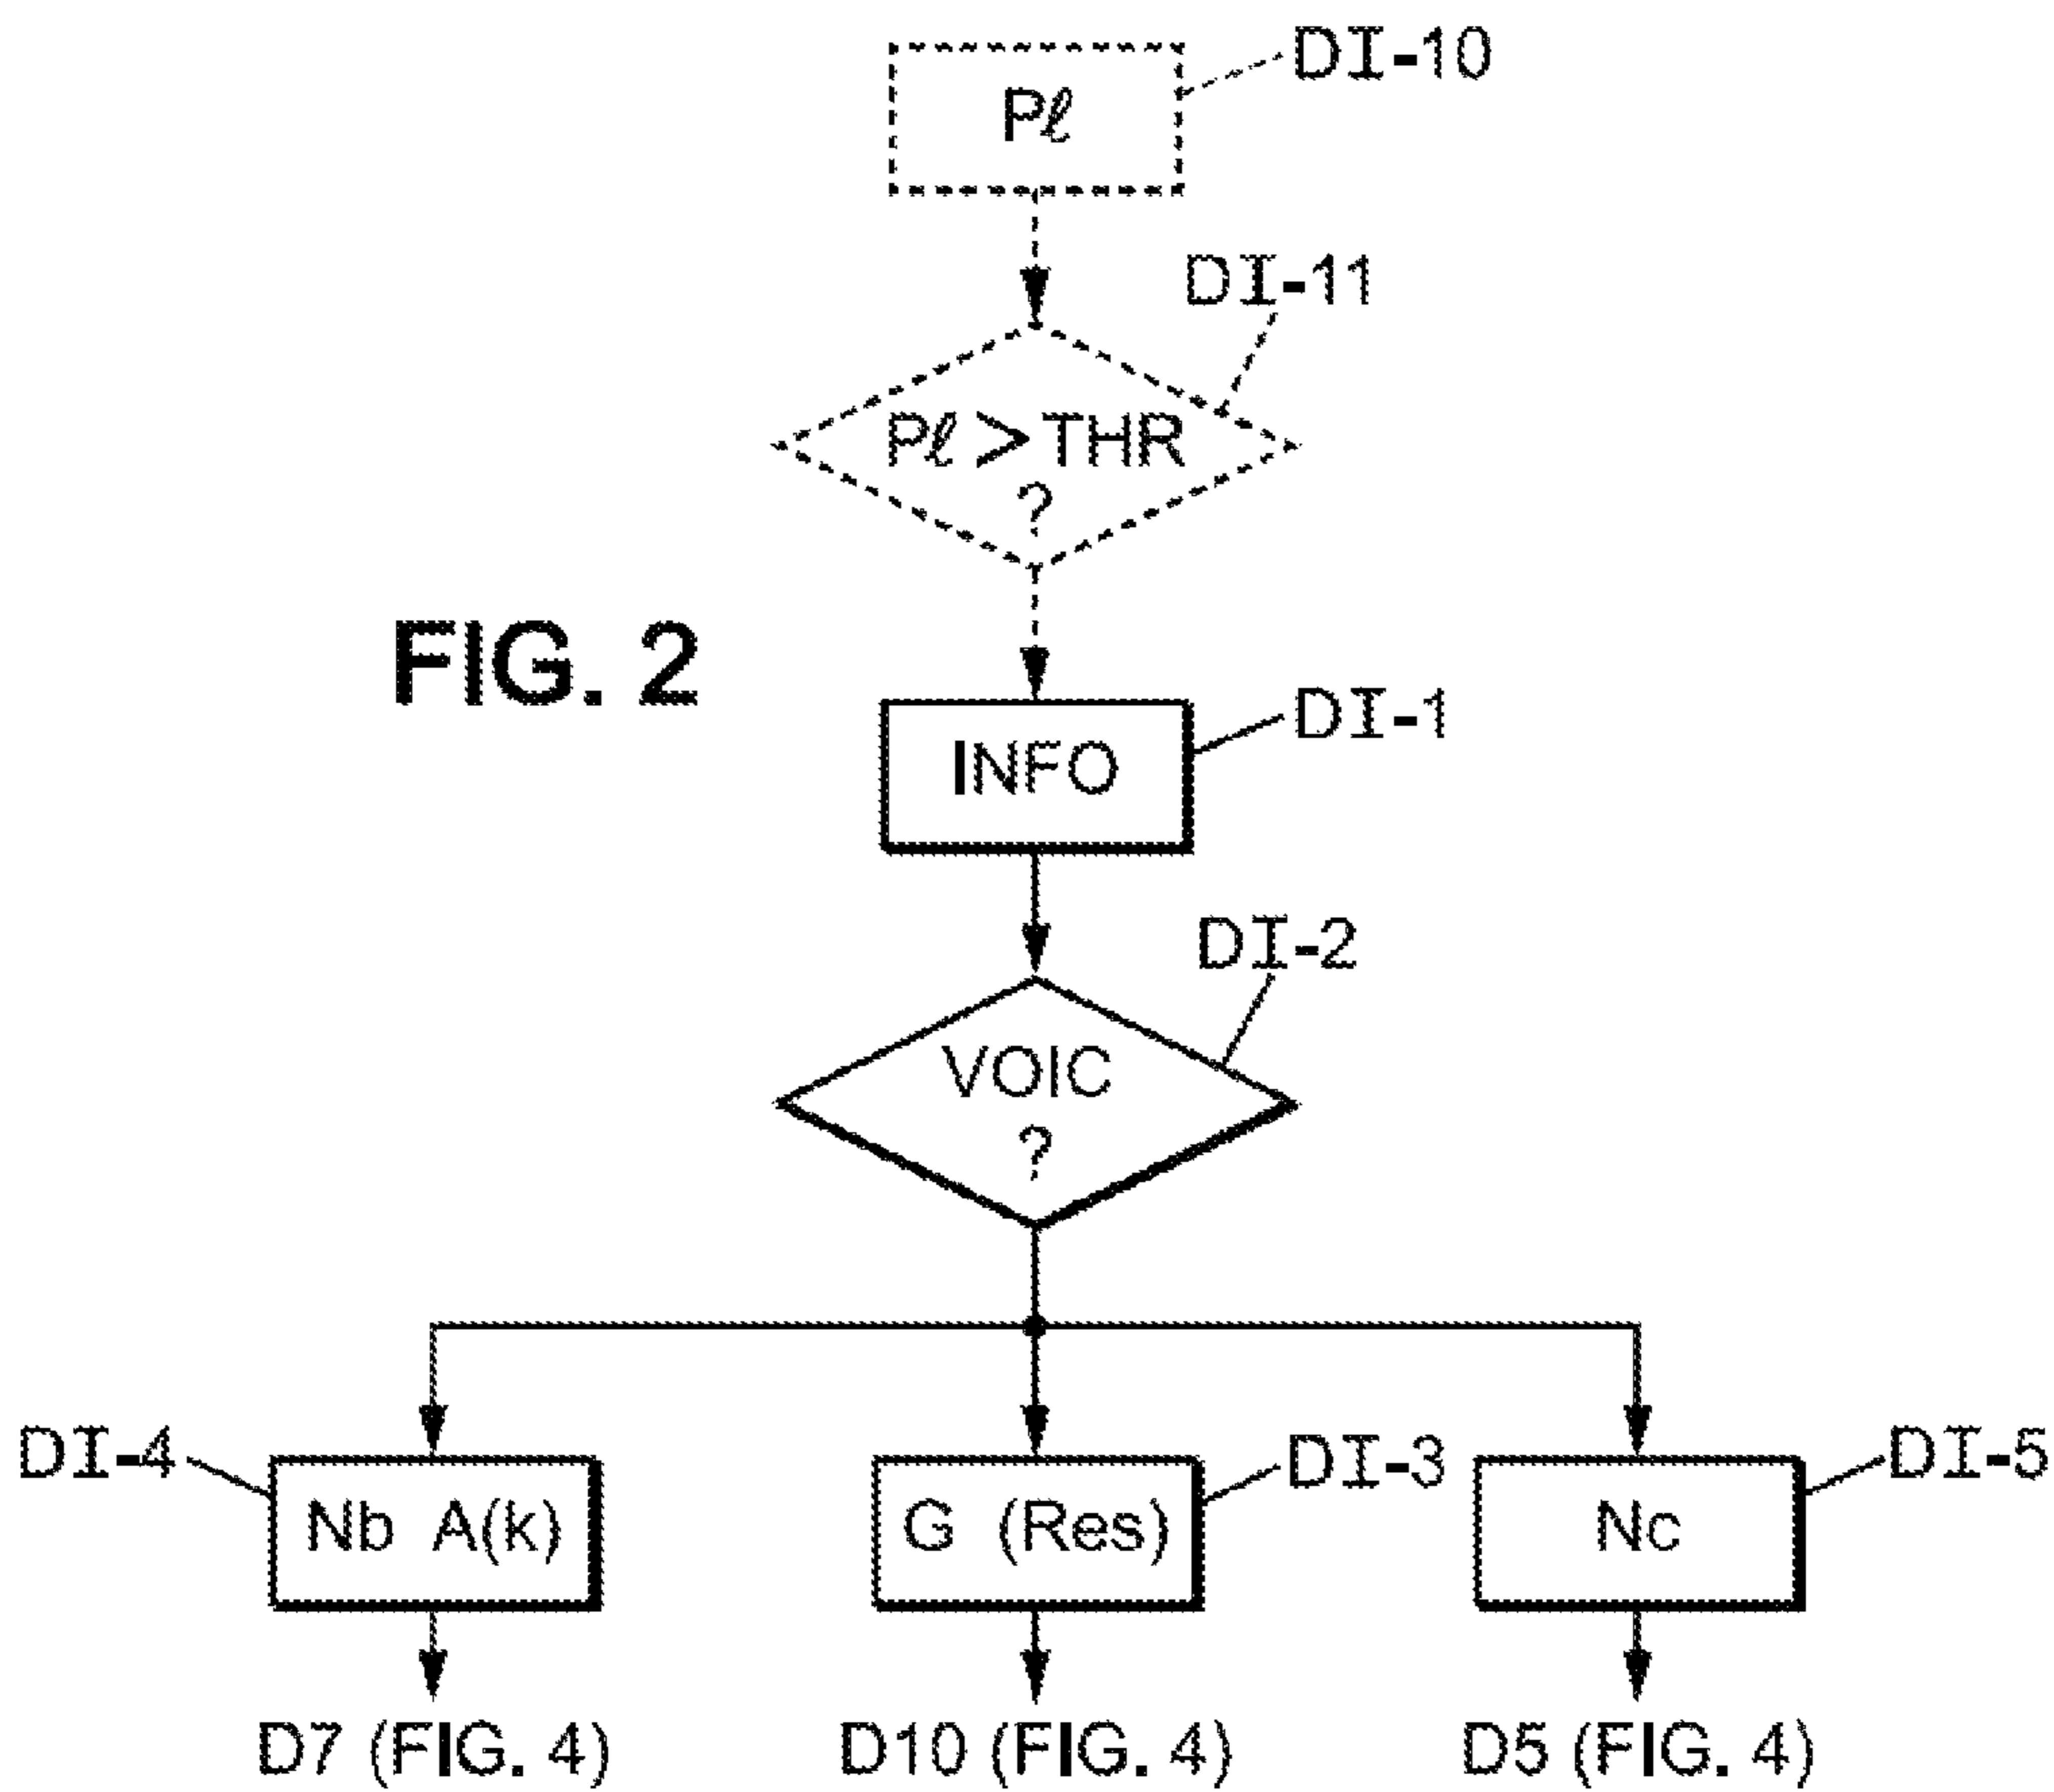 DI-10
Pℓ
DI-11
Pℓ > THR
?
FIG. 2
DI-1
INFO
DI-2
VOIC
?
DI-4
DI-3
DI-5
Nb A(k)
G (Res)
Nc
D7 (FIG. 4)
D10 (FIG. 4)
D5 (FIG. 4)